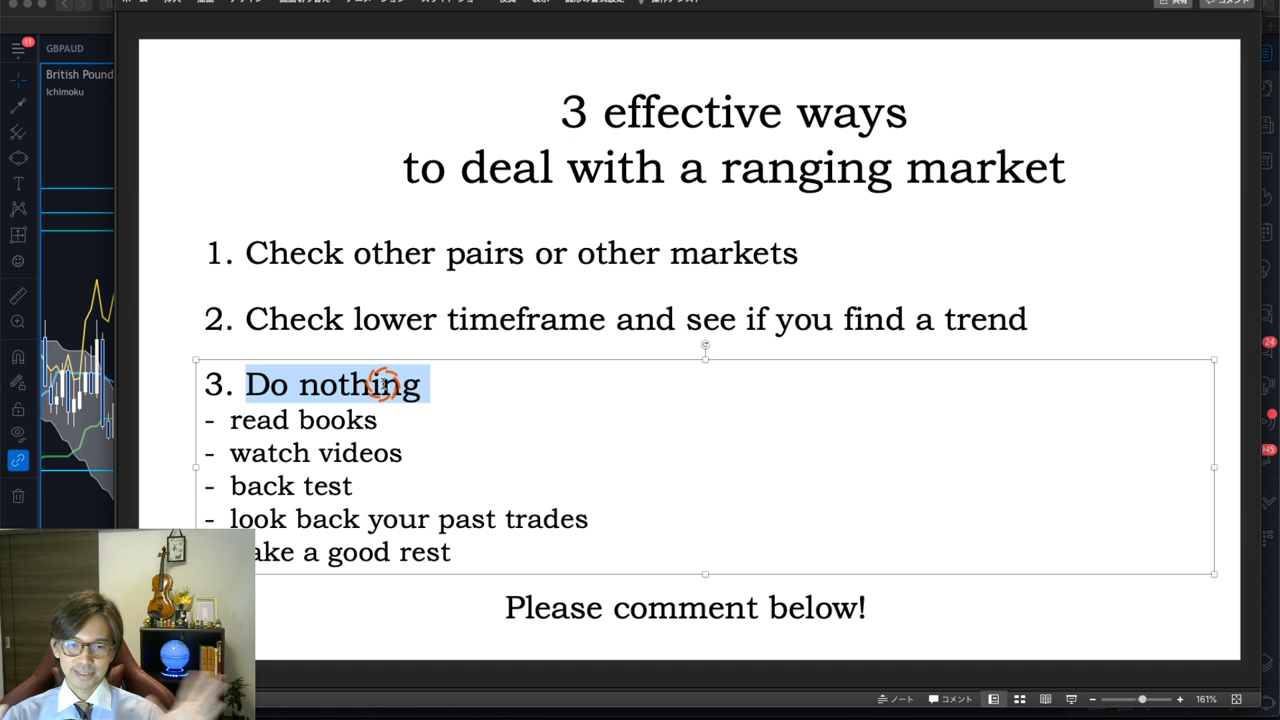 GBPAUD
11
British Pound
Ichimoku
3 effective ways
to deal with a ranging market
1. Check other pairs or other markets
2. Check lower timeframe and see if you find a trend
3. Do nothing
- read books
- watch videos
- back test
- look back your past trades
ake a good rest
Please comment below!
24
ノート
コメント
161%